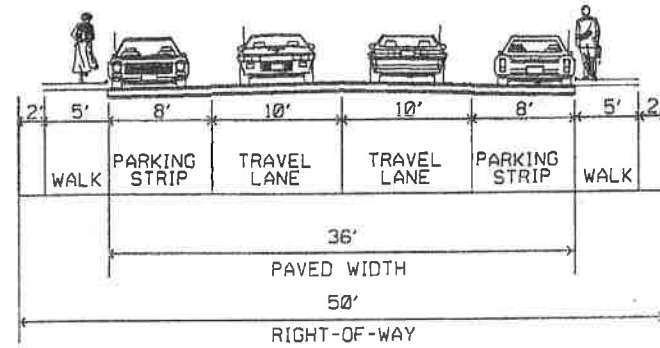 2' 5' 8' 10' 10' 8' 5' 2
WALK PARKING STRIP TRAVEL LANE TRAVEL LANE PARKING STRIP WALK
36'
PAVED WIDTH
50'
RIGHT-OF-WAY